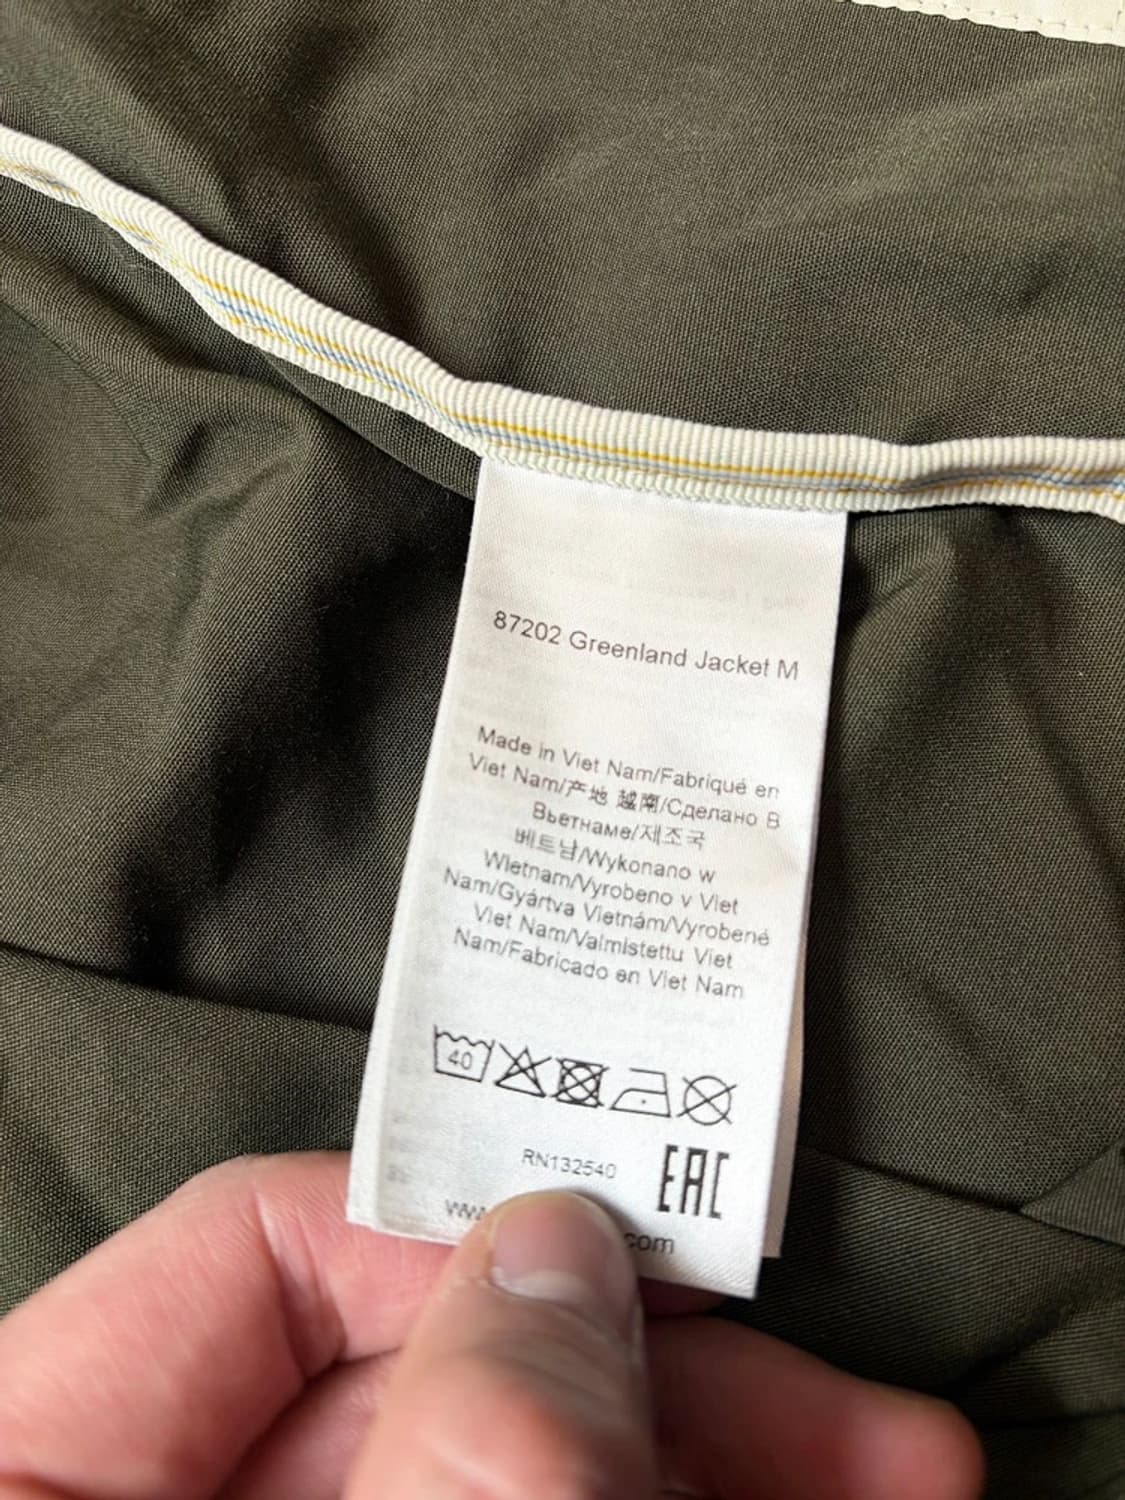 87202 Greenland Jacket M
Made in Viet Nam/Fabriqué en
Viet Nam/产地 越南/Сделано В
Вьетнаме/제조국
베트남/Wykonano w
Wietnam/Vyrobeno v Viet
Nam/Gyártva Vietnám/Vyrobené
Viet Nam/Valmistettu Viet
Nam/Fabricado en Viet Nam
40
RN132540 EAC
www com